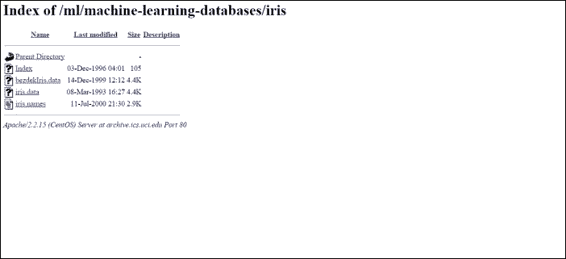 Index of /ml/machine-learning-databases/iris
Name Last modified Size Description
Parent Directory -
Index 03-Dec-1996 04:01 105
bezdekIris.data 14-Dec-1999 12:12 4.4K
iris.data 08-Mar-1993 16:27 4.4K
iris.names 11-Jul-2000 21:30 2.9K
Apache/2.2.15 (CentOS) Server at archive.ics.uci.edu Port 80